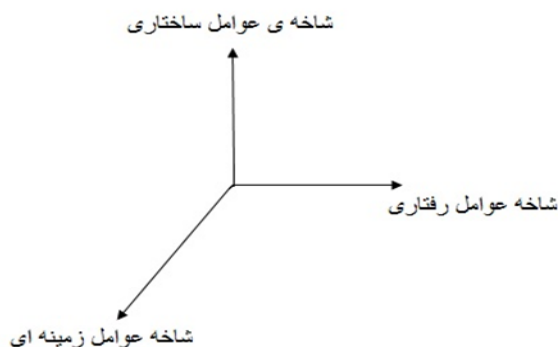 شاخه ی عوامل ساختاری
شاخه عوامل رفتاری
شاخه عوامل زمینه ای